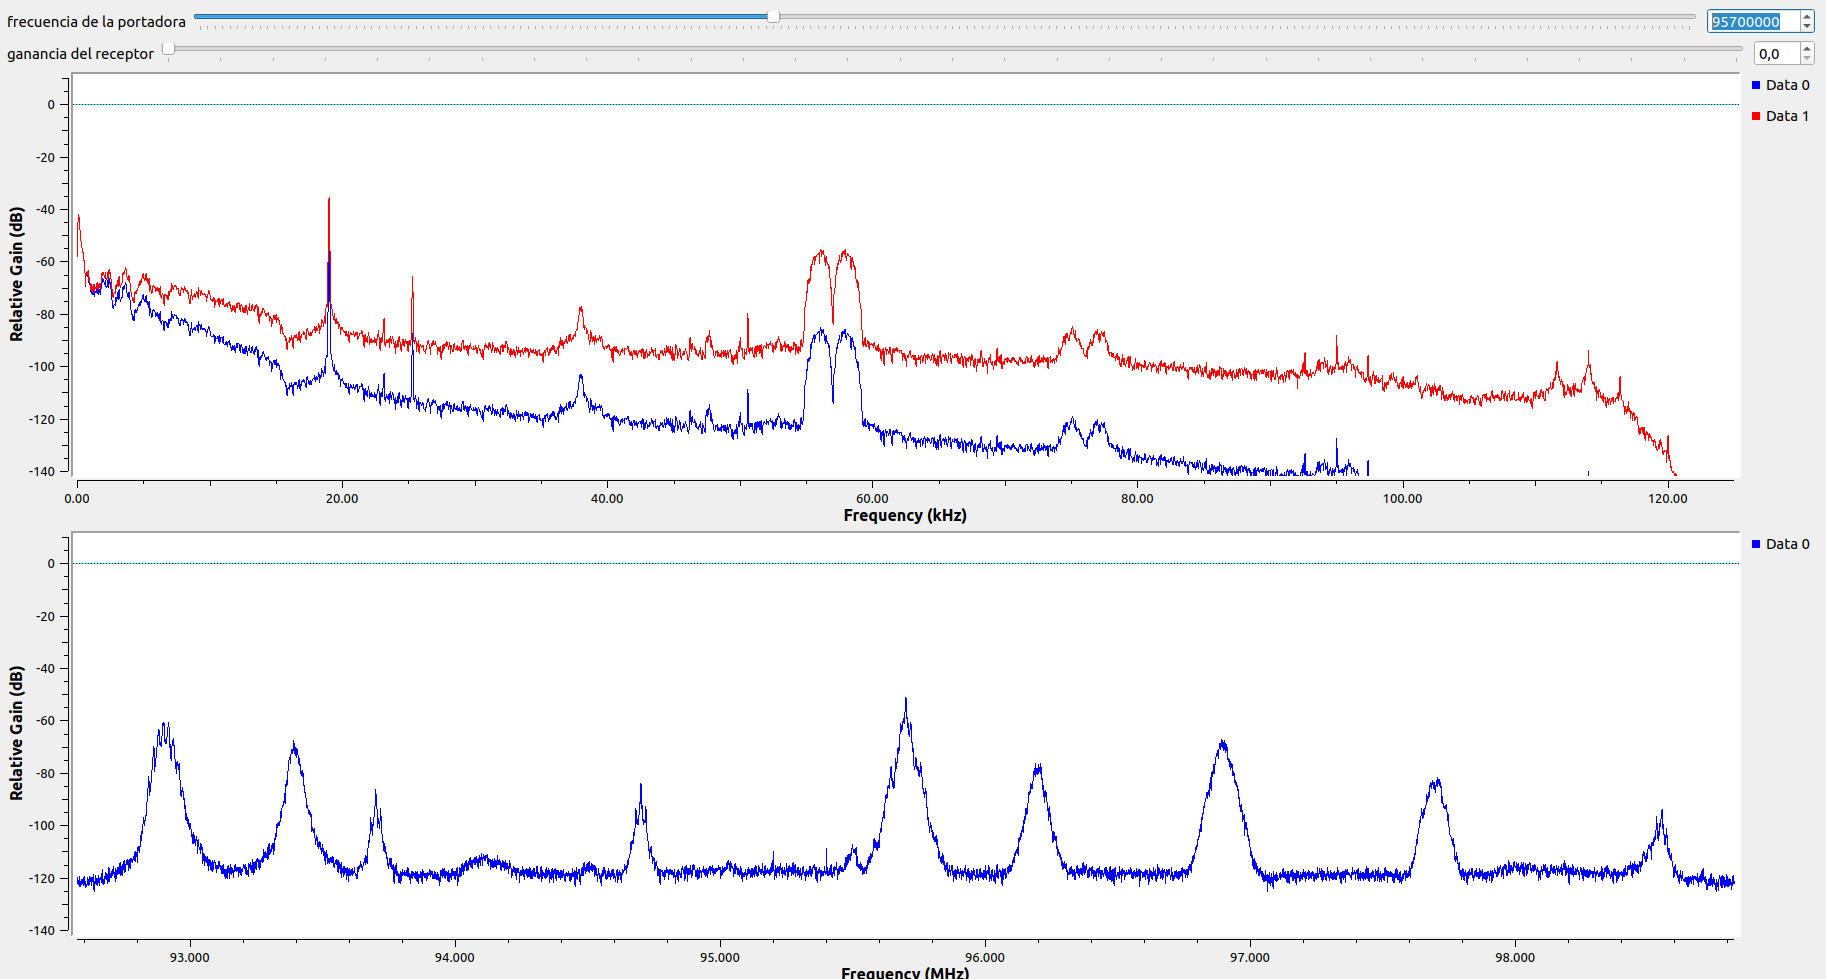 frecuencia de la portadora
95700000
ganancia del receptor
0,0
Data 0
Data 1
Relative Gain (dB)
0
-20
-40
-60
-80
-100
-120
-140
0.00 20.00 40.00 60.00 80.00 100.00 120.00
Frequency (kHz)
Data 0
Relative Gain (dB)
0
-20
-40
-60
-80
-100
-120
-140
93.000 94.000 95.000 96.000 97.000 98.000
Frequency (MHz)